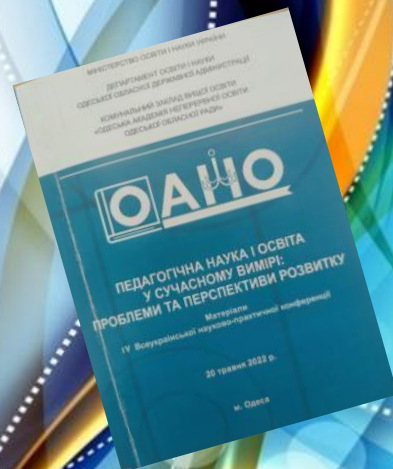 МІНІСТЕРСТВО ОСВІТИ І НАУКИ УКРАЇНИ
ДЕПАРТАМЕНТ ОСВІТИ І НАУКИ
ОДЕСЬКОЇ ОБЛАСНОЇ ДЕРЖАВНОЇ АДМІНІСТРАЦІЇ
КОМУНАЛЬНИЙ ЗАКЛАД ВИЩОЇ ОСВІТИ
«ОДЕСЬКА АКАДЕМІЯ НЕПЕРЕРВНОЇ ОСВІТИ
ОДЕСЬКОЇ ОБЛАСНОЇ РАДИ»
ОАНО
ПЕДАГОГІЧНА НАУКА І ОСВІТА
У СУЧАСНОМУ ВИМІРІ:
ПРОБЛЕМИ ТА ПЕРСПЕКТИВИ РОЗВИТКУ
Матеріали
IV Всеукраїнської науково-практичної конференції
20 травня 2022 р.
м. Одеса